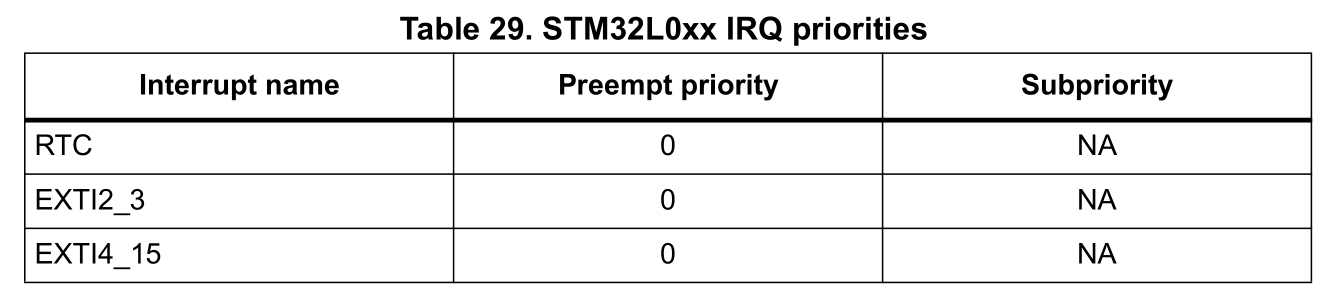 Table 29. STM32L0xx IRQ priorities
Interrupt name Preempt priority Subpriority
RTC 0 NA
EXTI2_3 0 NA
EXTI4_15 0 NA